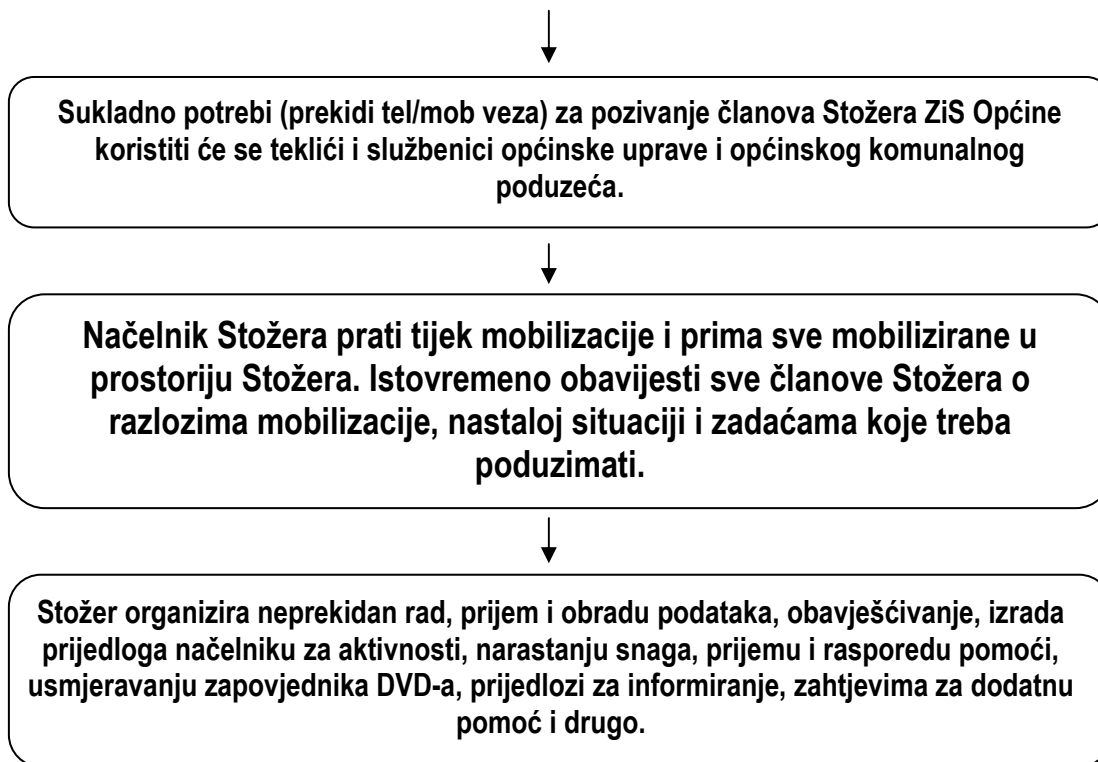 Sukladno potrebi (prekidi tel/mob veza) za pozivanje članova Stožera ZiS Općine
koristiti će se teklići i službenici općinske uprave i općinskog komunalnog
poduzeća.
Načelnik Stožera prati tijek mobilizacije i prima sve mobilizirane u
prostoriju Stožera. Istovremeno obavijesti sve članove Stožera o
razlozima mobilizacije, nastaloj situaciji i zadaćama koje treba
poduzimati.
Stožer organizira neprekidan rad, prijem i obradu podataka, obavješćivanje, izrada
prijedloga načelniku za aktivnosti, narastanju snaga, prijemu i rasporedu pomoći,
usmjeravanju zapovjednika DVD-a, prijedlozi za informiranje, zahtjevima za dodatnu
pomoć i drugo.